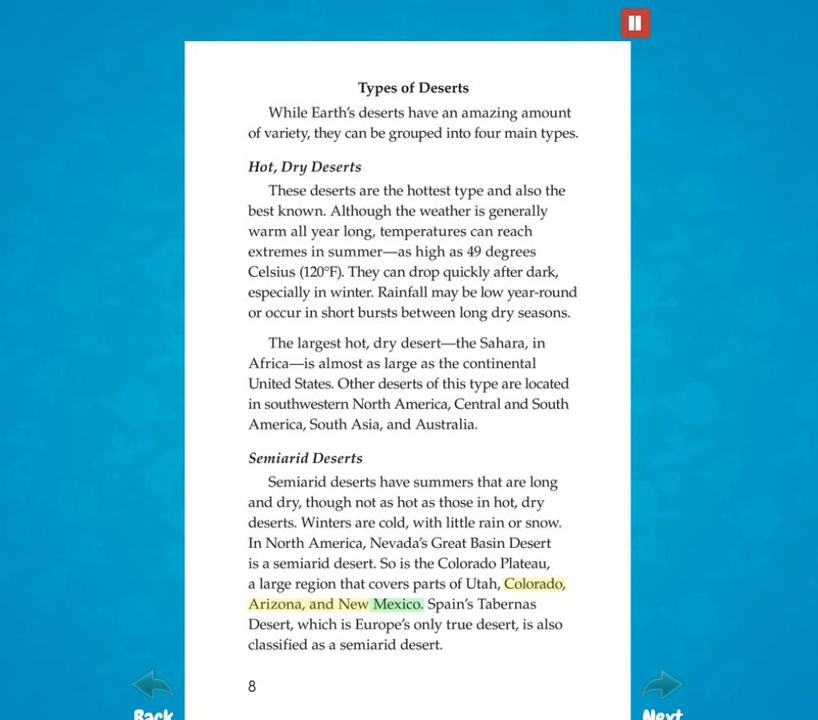 Types of Deserts
While Earth's deserts have an amazing amount
of variety, they can be grouped into four main types.
Hot, Dry Deserts
These deserts are the hottest type and also the
best known. Although the weather is generally
warm all year long, temperatures can reach
extremes in summer—as high as 49 degrees
Celsius (120°F). They can drop quickly after dark,
especially in winter. Rainfall may be low year-round
or occur in short bursts between long dry seasons.
The largest hot, dry desert—the Sahara, in
Africa—is almost as large as the continental
United States. Other deserts of this type are located
in southwestern North America, Central and South
America, South Asia, and Australia.
Semiarid Deserts
Semiarid deserts have summers that are long
and dry, though not as hot as those in hot, dry
deserts. Winters are cold, with little rain or snow.
In North America, Nevada's Great Basin Desert
is a semiarid desert. So is the Colorado Plateau,
a large region that covers parts of Utah, Colorado,
Arizona, and New Mexico. Spain's Tabernas
Desert, which is Europe's only true desert, is also
classified as a semiarid desert.
8
Back
Next